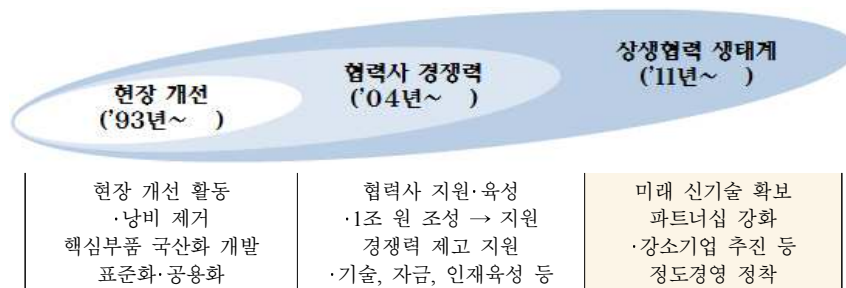 현장 개선
('93년~ )
협력사 경쟁력
('04년~ )
상생협력 생태계
('11년~ )
현장 개선 활동
·낭비 제거
핵심부품 국산화 개발
표준화·공용화
협력사 지원·육성
·1조 원 조성 → 지원
경쟁력 제고 지원
·기술, 자금, 인재육성 등
미래 신기술 확보
파트너십 강화
·강소기업 추진 등
정도경영 정착